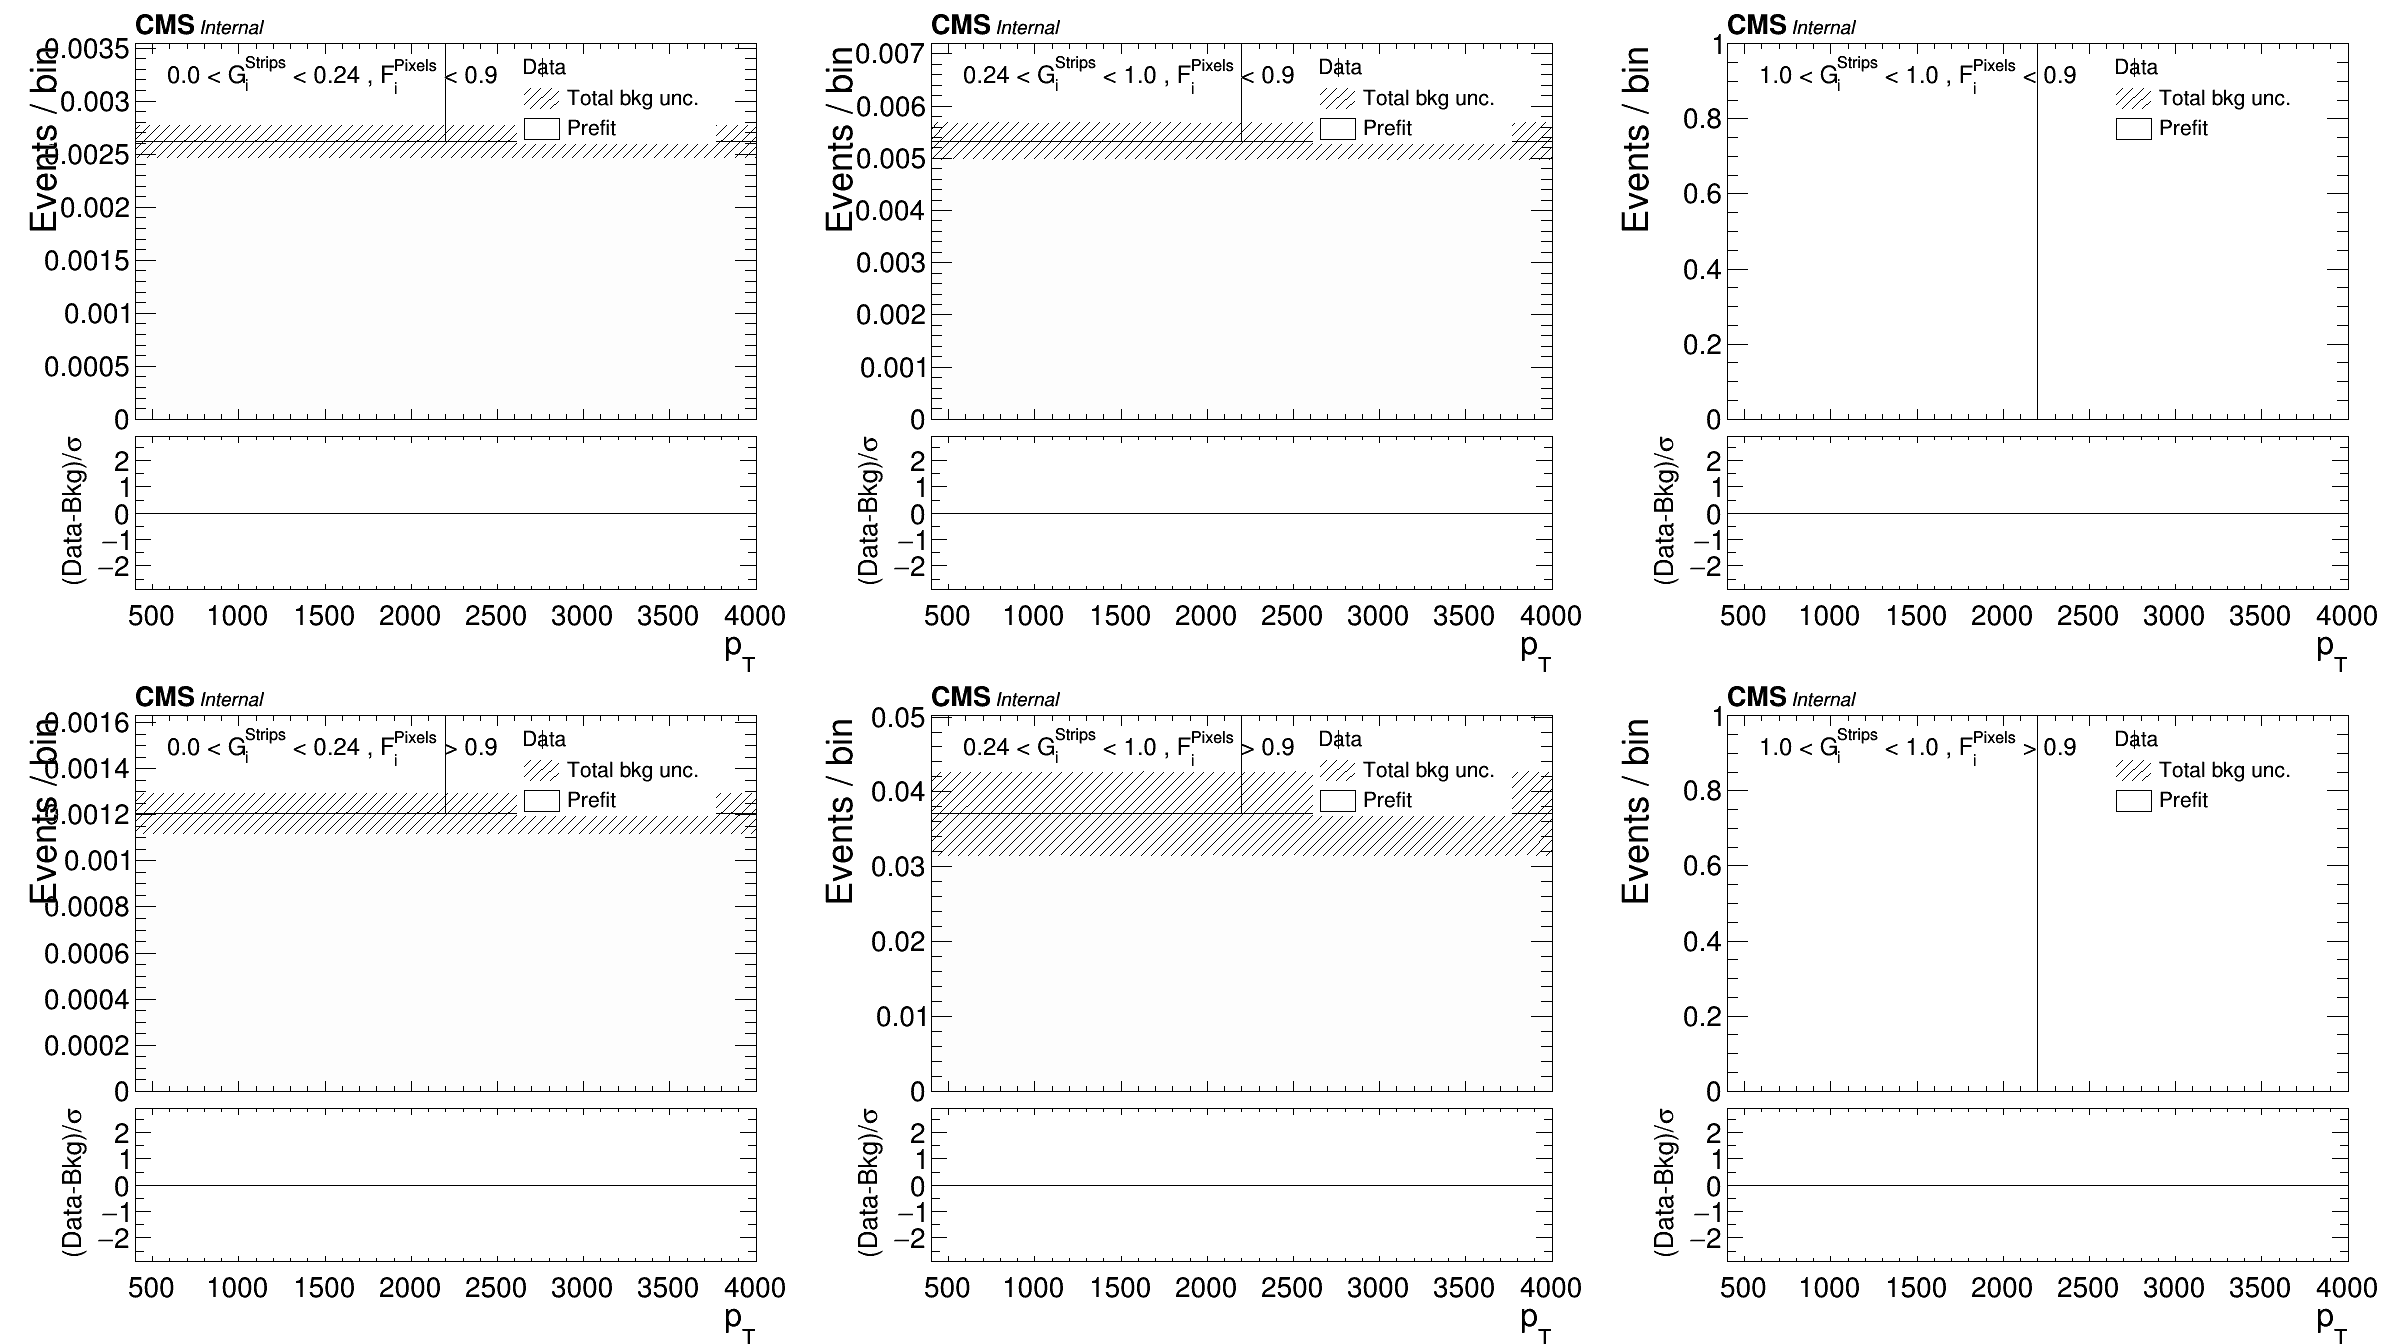 CMS Internal
0.0 < G_i^Strips < 0.24 , F_i^Pixels < 0.9
Data
Total bkg unc.
Prefit
Events / bin
0.0035
0.003
0.0025
0.002
0.0015
0.001
0.0005
0
(Data-Bkg)/σ
2
1
0
−1
−2
500 1000 1500 2000 2500 3000 3500 4000
p_T
CMS Internal
0.24 < G_i^Strips < 1.0 , F_i^Pixels < 0.9
Data
Total bkg unc.
Prefit
Events / bin
0.007
0.006
0.005
0.004
0.003
0.002
0.001
0
(Data-Bkg)/σ
2
1
0
−1
−2
500 1000 1500 2000 2500 3000 3500 4000
p_T
CMS Internal
1.0 < G_i^Strips < 1.0 , F_i^Pixels < 0.9
Data
Total bkg unc.
Prefit
Events / bin
1
0.8
0.6
0.4
0.2
0
(Data-Bkg)/σ
2
1
0
−1
−2
500 1000 1500 2000 2500 3000 3500 4000
p_T
CMS Internal
0.0 < G_i^Strips < 0.24 , F_i^Pixels > 0.9
Data
Total bkg unc.
Prefit
Events / bin
0.0016
0.0014
0.0012
0.001
0.0008
0.0006
0.0004
0.0002
0
(Data-Bkg)/σ
2
1
0
−1
−2
500 1000 1500 2000 2500 3000 3500 4000
p_T
CMS Internal
0.24 < G_i^Strips < 1.0 , F_i^Pixels > 0.9
Data
Total bkg unc.
Prefit
Events / bin
0.05
0.04
0.03
0.02
0.01
0
(Data-Bkg)/σ
2
1
0
−1
−2
500 1000 1500 2000 2500 3000 3500 4000
p_T
CMS Internal
1.0 < G_i^Strips < 1.0 , F_i^Pixels > 0.9
Data
Total bkg unc.
Prefit
Events / bin
1
0.8
0.6
0.4
0.2
0
(Data-Bkg)/σ
2
1
0
−1
−2
500 1000 1500 2000 2500 3000 3500 4000
p_T